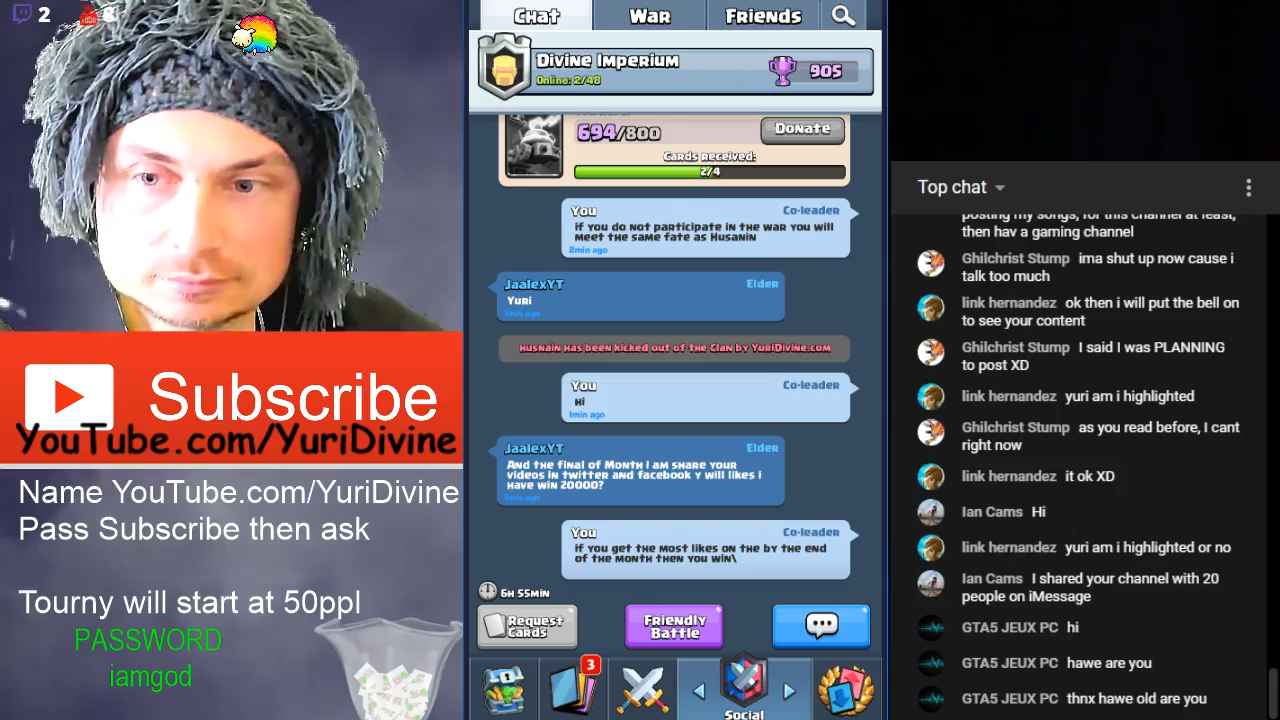 2
8
Subscribe
YouTube.com/YuriDivine
Name YouTube.com/YuriDivine
Pass Subscribe then ask
Tourny will start at 50ppl
PASSWORD
iamgod
Chat
War
Friends
Divine Imperium
Online: 2/48
905
694/800
Donate
Cards received:
2/4
You
Co-leader
if you do not participate in the war you will
meet the same fate as Husanin
2min ago
JaalexYT
Elder
Yuri
1min ago
Husnain has been kicked out of the Clan by YuriDivine.com
You
Co-leader
Hi
1min ago
JaalexYT
Elder
And the final of Month i am share your
videos in twitter and facebook Y will likes i
have win 20000?
1min ago
You
Co-leader
if you get the most likes on the by the end
of the month then you win\
6h 55min
Request
Cards
Friendly
Battle
1
3
Social
Top chat
posting my songs, for this channel at least,
then hav a gaming channel
Ghilchrist Stump ima shut up now cause i
talk too much
link hernandez ok then i will put the bell on
to see your content
Ghilchrist Stump I said I was PLANNING
to post XD
link hernandez yuri am i highlighted
Ghilchrist Stump as you read before, I cant
right now
link hernandez it ok XD
Ian Cams Hi
link hernandez yuri am i highlighted or no
Ian Cams I shared your channel with 20
people on iMessage
GTA5 JEUX PC hi
GTA5 JEUX PC hawe are you
GTA5 JEUX PC thnx hawe old are you